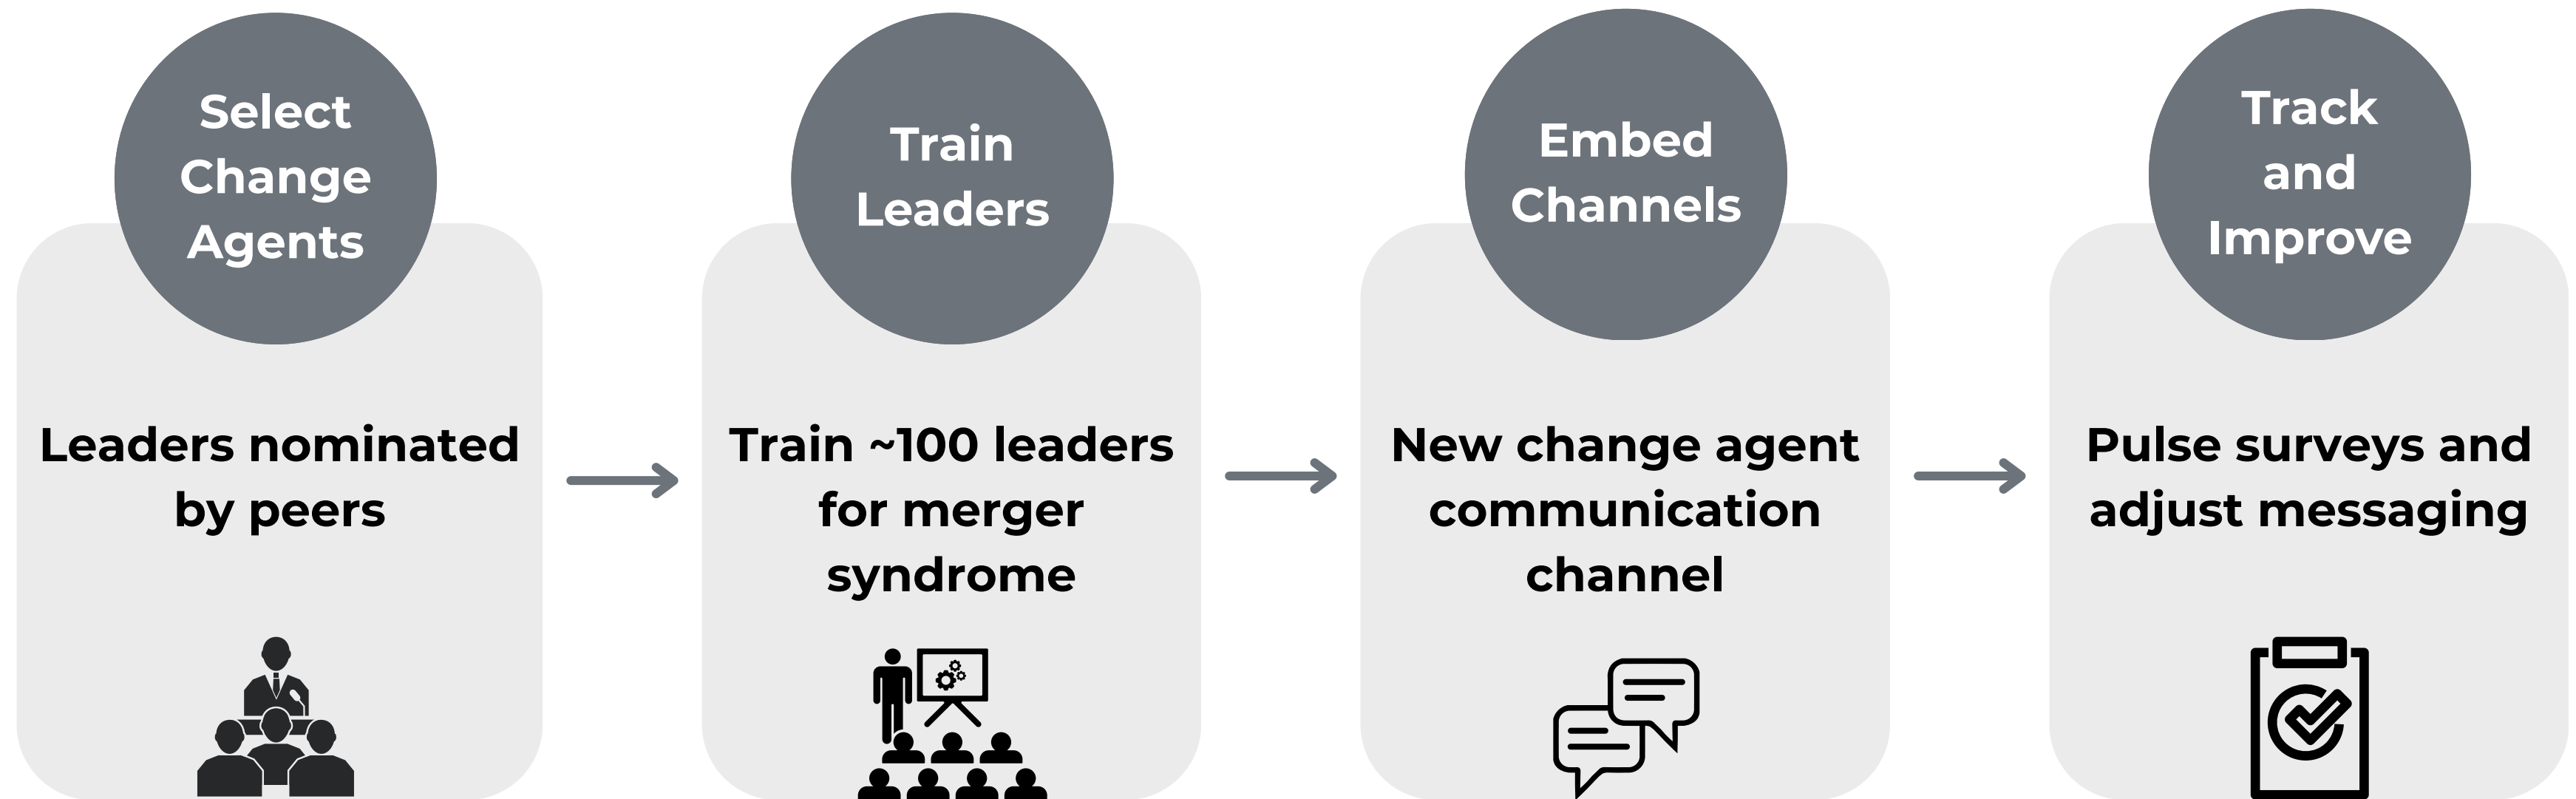 Select
Change
Agents
Leaders nominated
by peers
Train
Leaders
Train ~100 leaders
for merger
syndrome
Embed
Channels
New change agent
communication
channel
Track
and
Improve
Pulse surveys and
adjust messaging